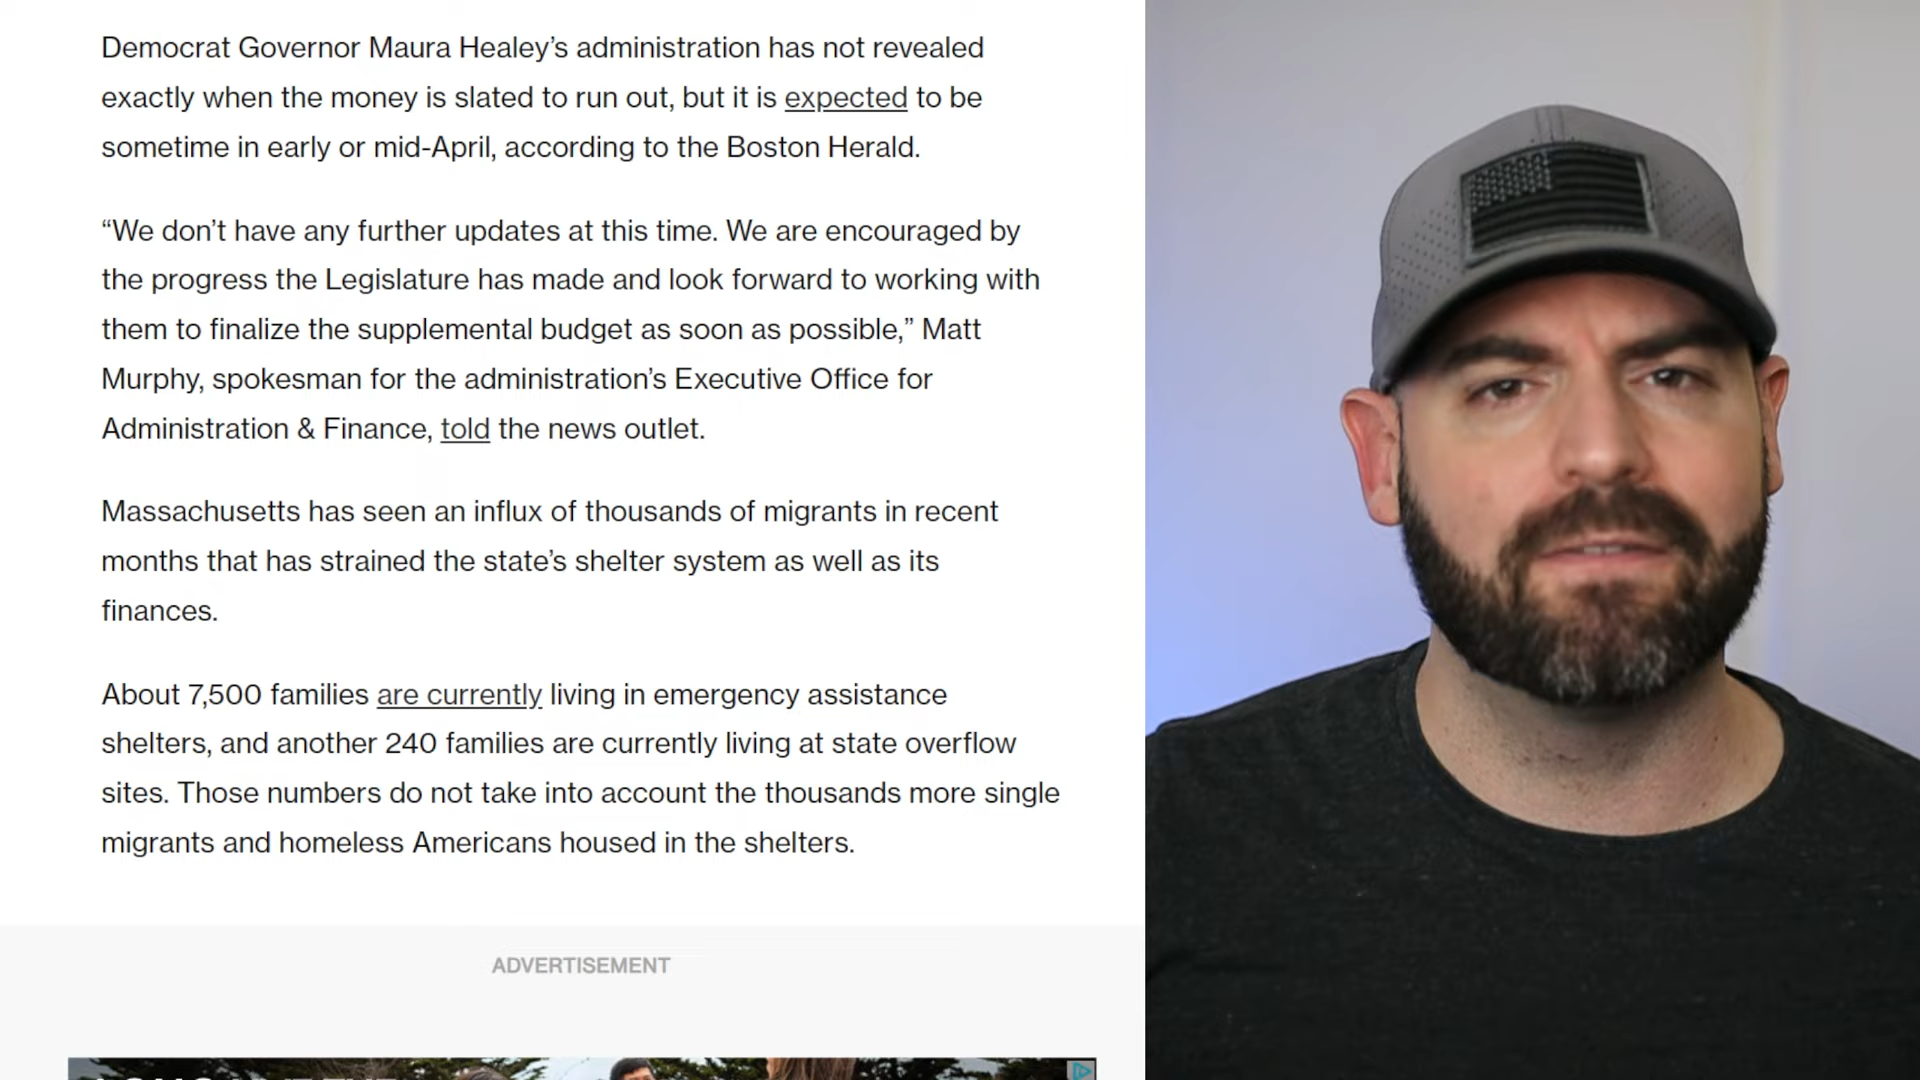 Democrat Governor Maura Healey’s administration has not revealed
exactly when the money is slated to run out, but it is expected to be
sometime in early or mid-April, according to the Boston Herald.
“We don’t have any further updates at this time. We are encouraged by
the progress the Legislature has made and look forward to working with
them to finalize the supplemental budget as soon as possible,” Matt
Murphy, spokesman for the administration’s Executive Office for
Administration & Finance, told the news outlet.
Massachusetts has seen an influx of thousands of migrants in recent
months that has strained the state’s shelter system as well as its
finances.
About 7,500 families are currently living in emergency assistance
shelters, and another 240 families are currently living at state overflow
sites. Those numbers do not take into account the thousands more single
migrants and homeless Americans housed in the shelters.
ADVERTISEMENT